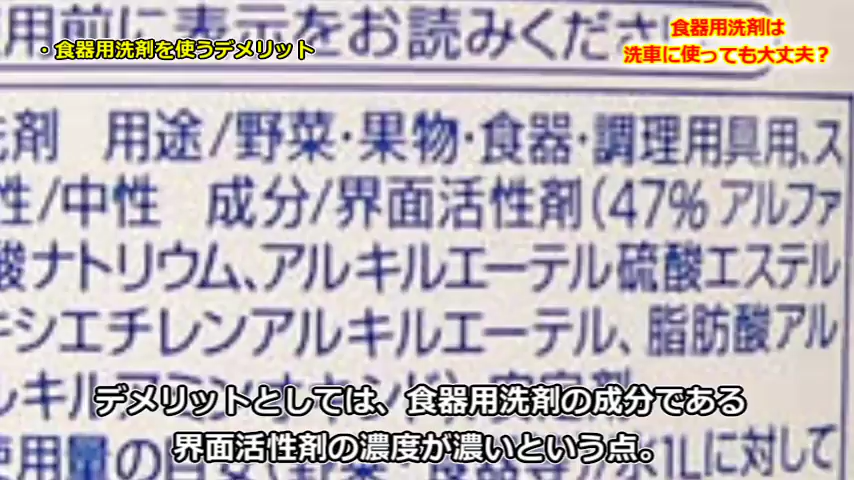 用前に表示をお読みくださ
・食器用洗剤を使うデメリット
食器用洗剤は
洗車に使っても大丈夫？
洗剤 用途/野菜・果物・食器・調理用具用、ス
性/中性 成分/界面活性剤(47% アルファ
酸ナトリウム、アルキルエーテル硫酸エステル
キシエチレンアルキルエーテル、脂肪酸アル
デメリットとしては、食器用洗剤の成分である
界面活性剤の濃度が濃いという点。
使用量の目安
水1Lに対して